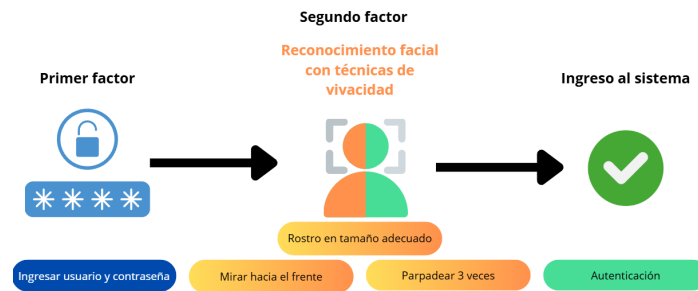 Segundo factor
Reconocimiento facial
con técnicas de
vivacidad
Primer factor
Ingreso al sistema
****
Rostro en tamaño adecuado
Ingresar usuario y contraseña
Mirar hacia el frente
Parpadear 3 veces
Autenticación